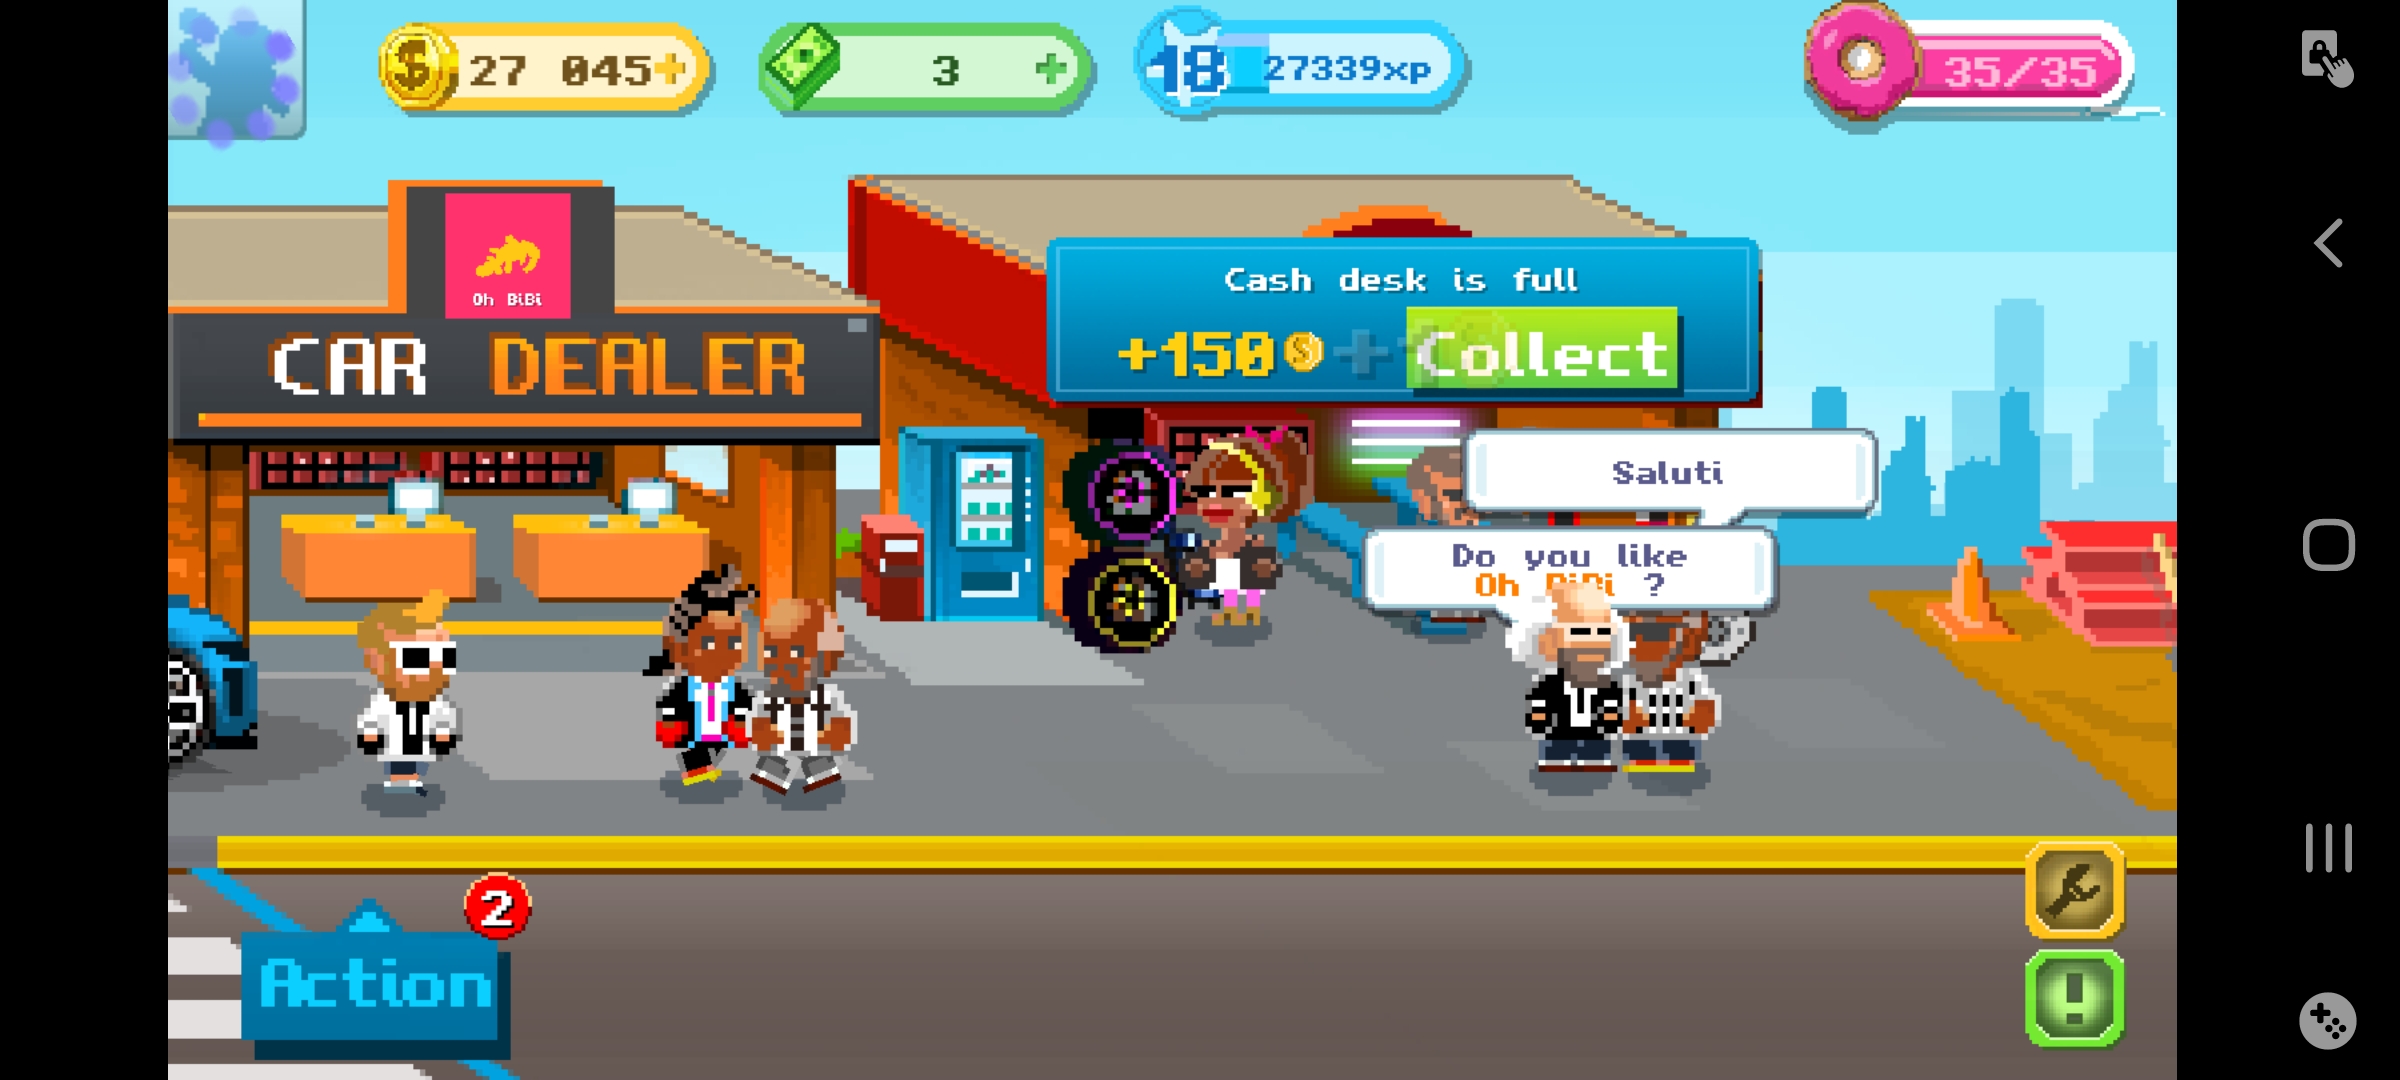 27 045+
3 +
18 27339xp
35/35
Oh BiBi
CAR DEALER
Cash desk is full
+150 + Collect
Saluti
Do you like
Oh BiBi ?
2
Action
!